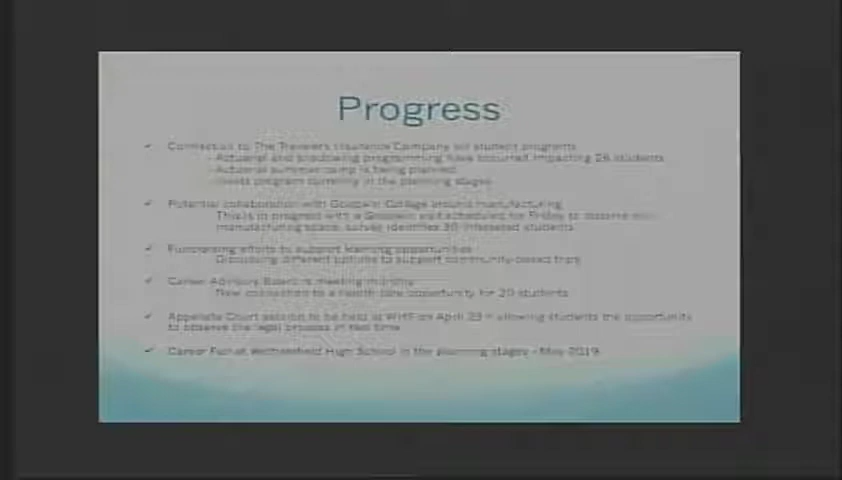 Progress
✓ Connection to The Travelers Insurance Company for student programs
- Actuarial and shadowing programming have occurred impacting 26 students
- Actuarial summer camp is being planned
program currently in the planning stages
✓ Potential collaboration with Goodwin College around manufacturing
This is in progress with a Goodwin visit scheduled for Friday to
manufacturing space, survey identifies 30 interested students
✓ Fundraising efforts to support learning opportunities
Discussing different options to support community-based trips
✓ Career Advisory Board is meeting monthly
New connection to a health care opportunity for 20 students
✓ Appellate Court session to be held at WHS on April 23 allowing students the opportunity
to observe the legal process in real time
✓ Career Fair at Wethersfield High School in the planning stages - May 2019